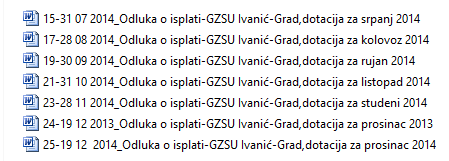 15-31 07 2014_Odluka o isplati-GZSU Ivanić-Grad,dotacija za srpanj 2014
17-28 08 2014_Odluka o isplati-GZSU Ivanić-Grad,dotacija za kolovoz 2014
19-30 09 2014_Odluka o isplati-GZSU Ivanić-Grad,dotacija za rujan 2014
21-31 10 2014_Odluka o isplati-GZSU Ivanić-Grad,dotacija za listopad 2014
23-28 11 2014_Odluka o isplati-GZSU Ivanić-Grad,dotacija za studeni 2014
24-19 12 2013_Odluka o isplati-GZSU Ivanić-Grad,dotacija za prosinac 2013
25-19 12  2014_Odluka o isplati-GZSU Ivanić-Grad,dotacija za prosinac 2014